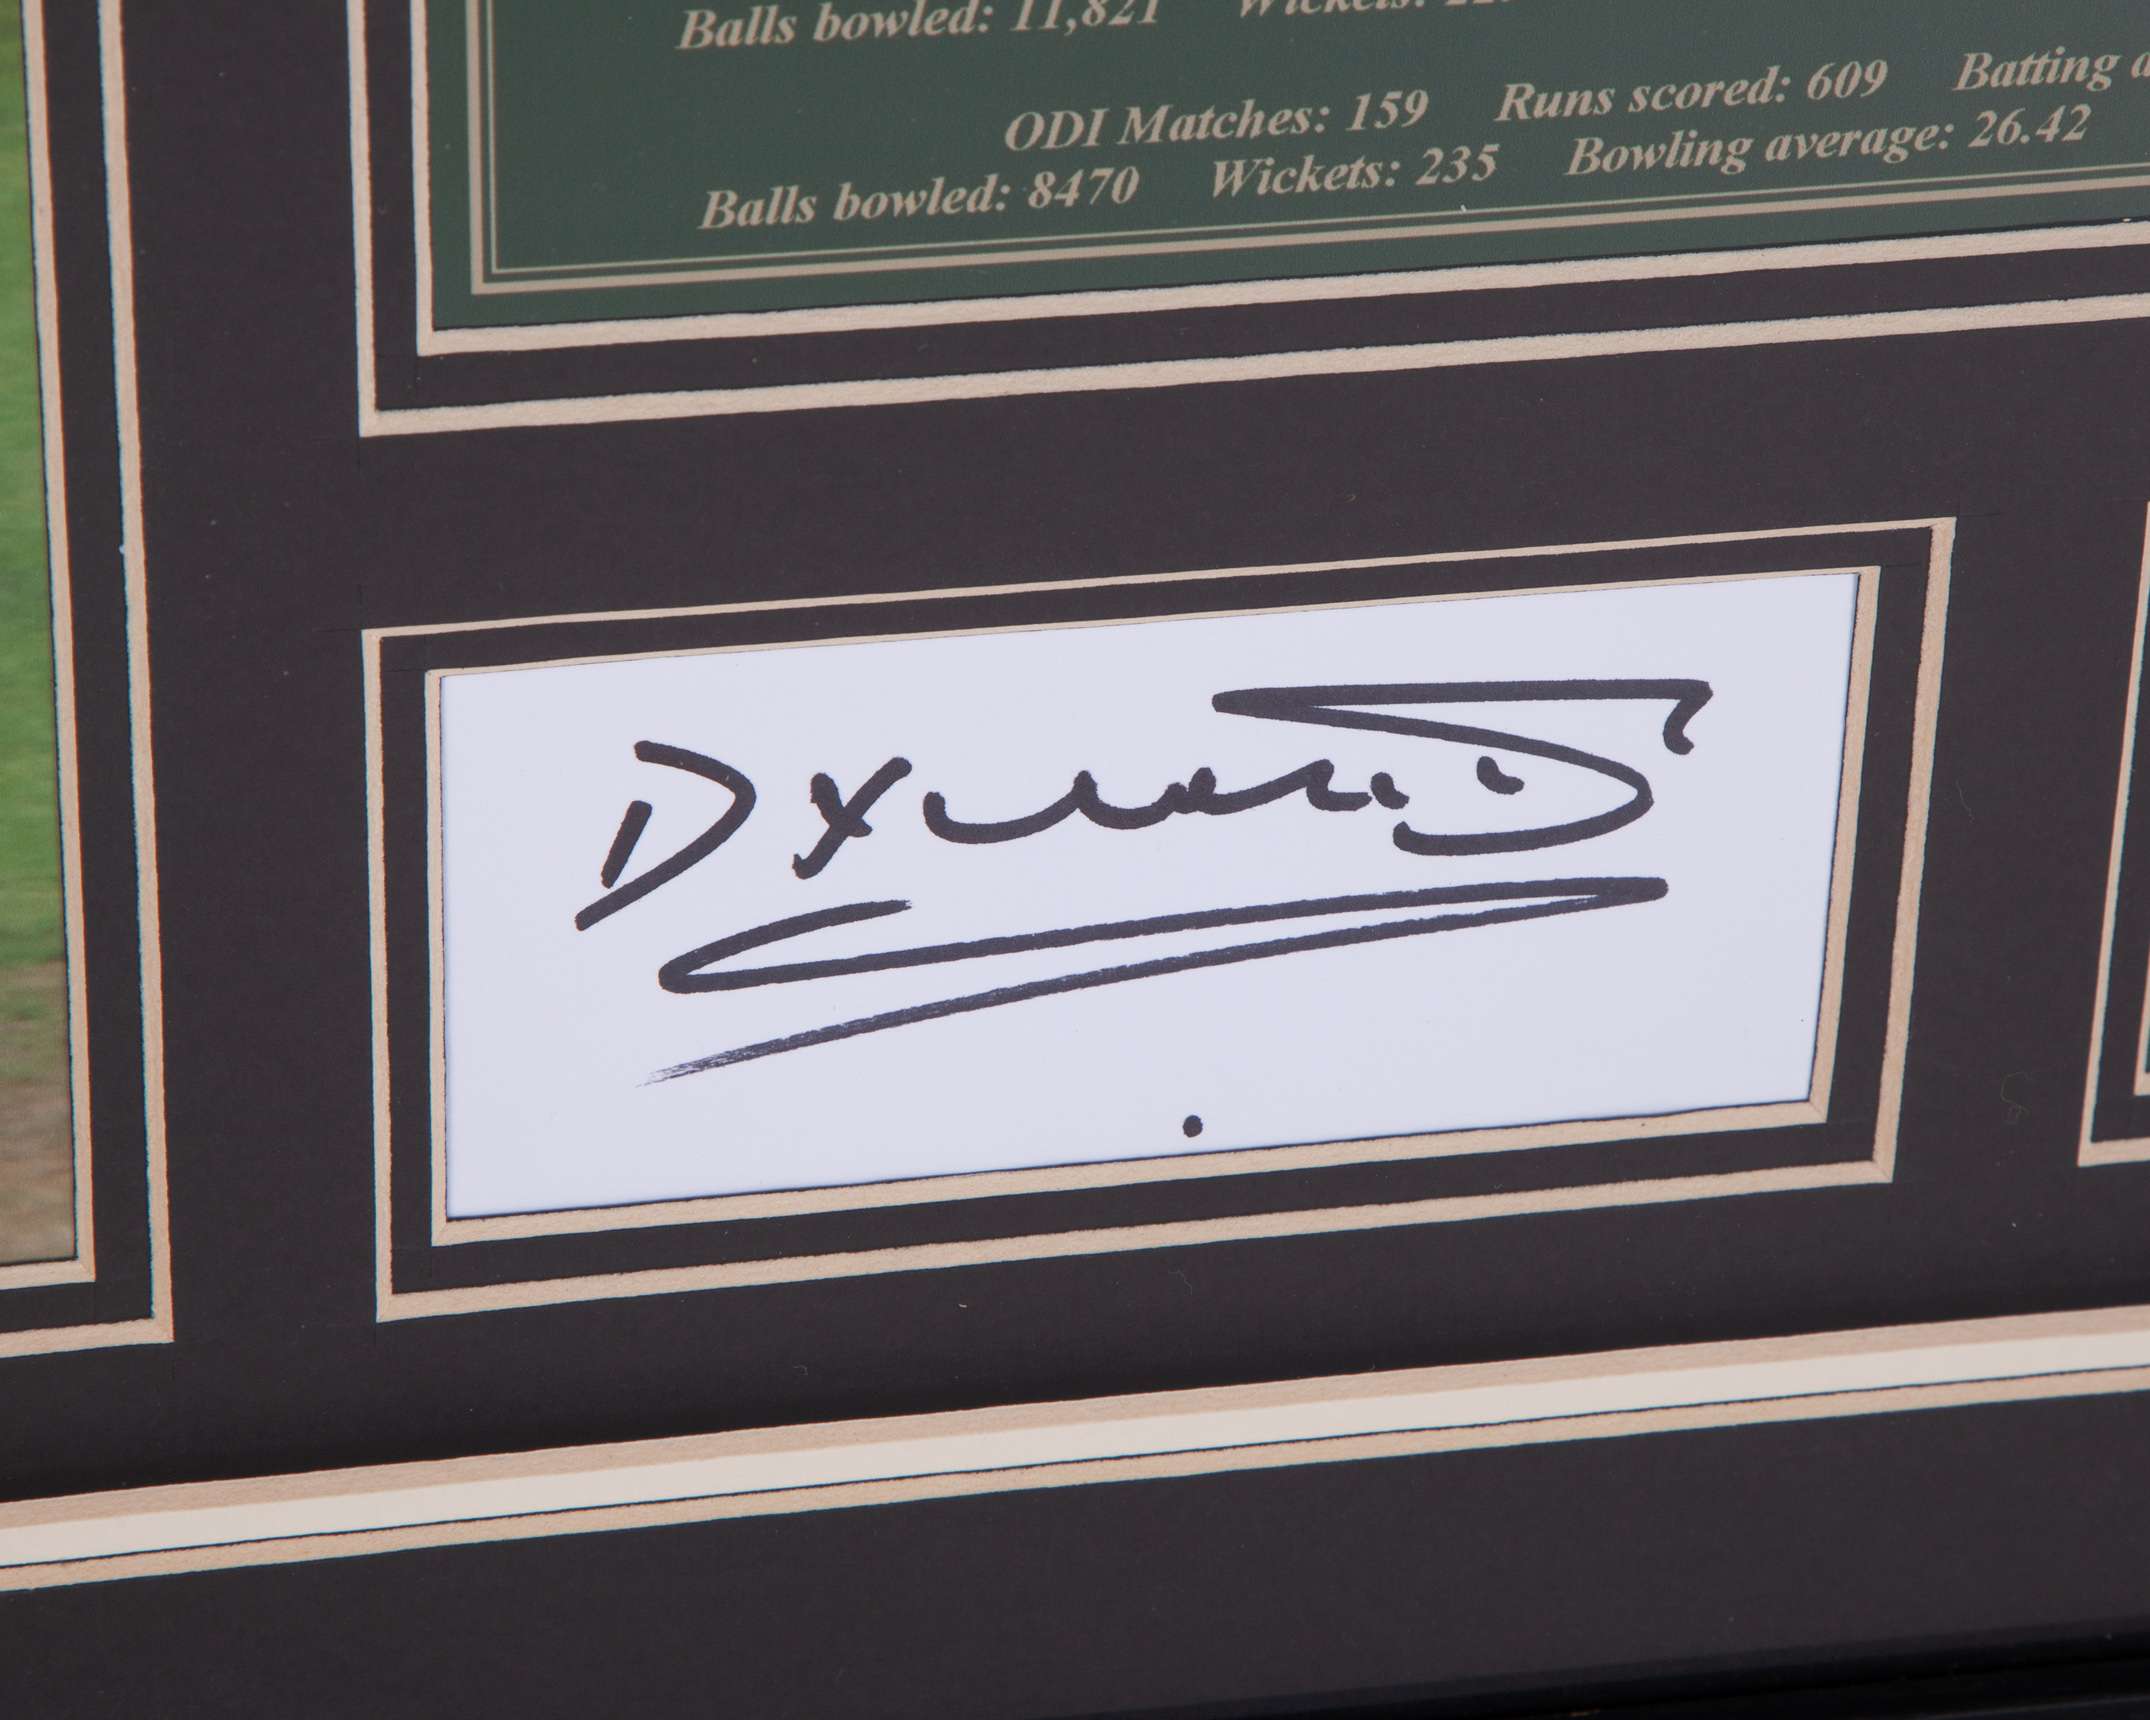 Balls bowled: 11,821 Wickets:
ODI Matches: 159 Runs scored: 609 Batting
Balls bowled: 8470 Wickets: 235 Bowling average: 26.42